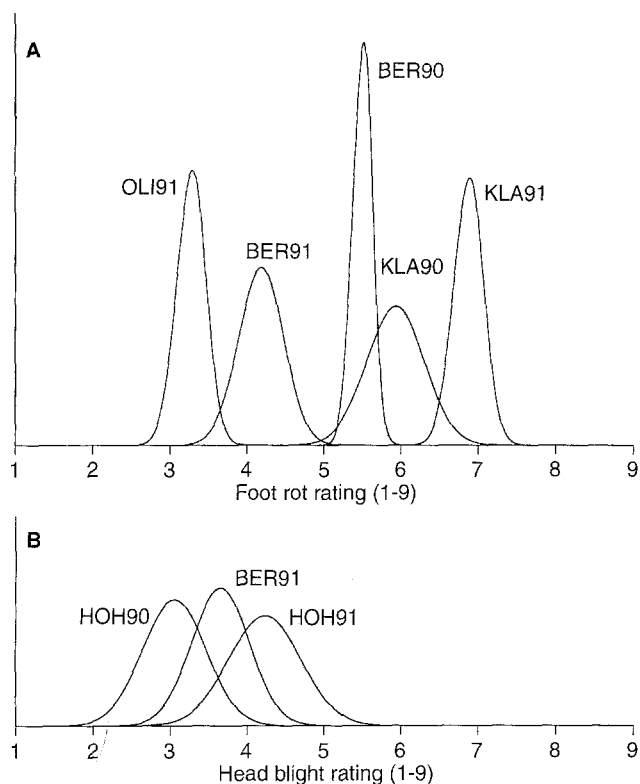 A
BER90
OLI91
KLA91
BER91
KLA90
1 2 3 4 5 6 7 8 9
Foot rot rating (1-9)
B
BER91
HOH90
HOH91
1 2 3 4 5 6 7 8 9
Head blight rating (1-9)